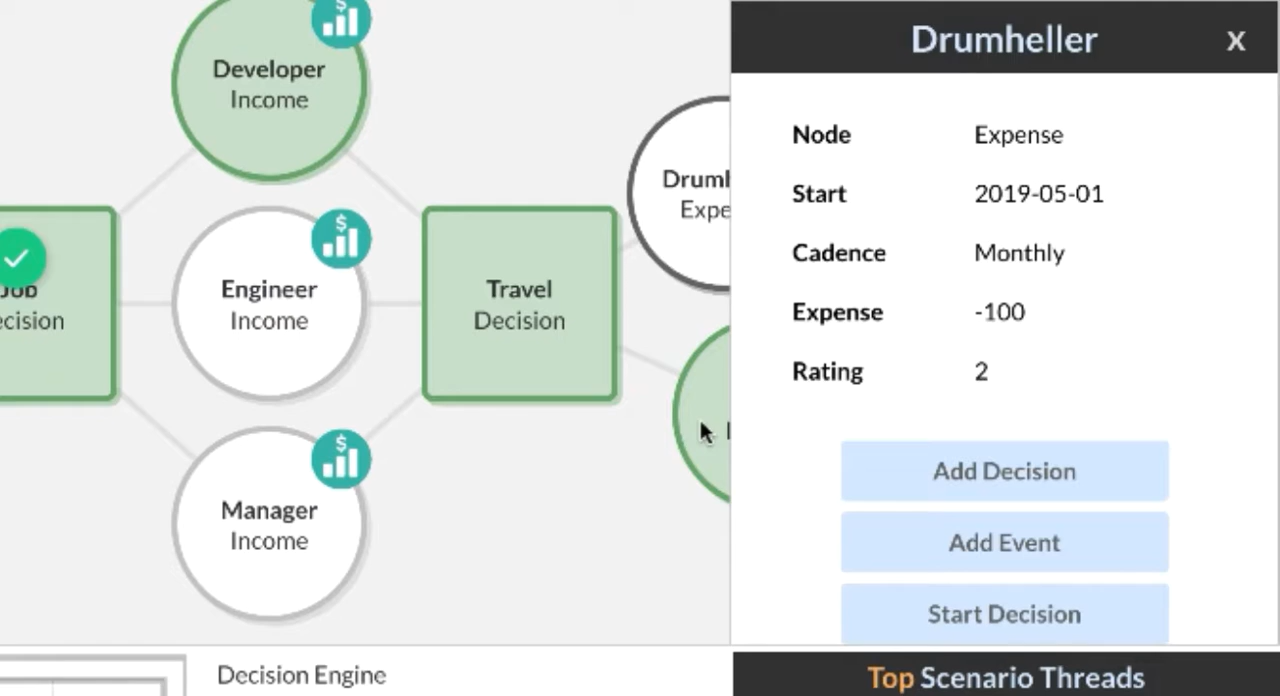 Developer
Income
Engineer
Income
Manager
Income
Job
Decision
Travel
Decision
Drumheller
X
Node Expense
Start 2019-05-01
Cadence Monthly
Expense -100
Rating 2
Add Decision
Add Event
Start Decision
Decision Engine
Top Scenario Threads